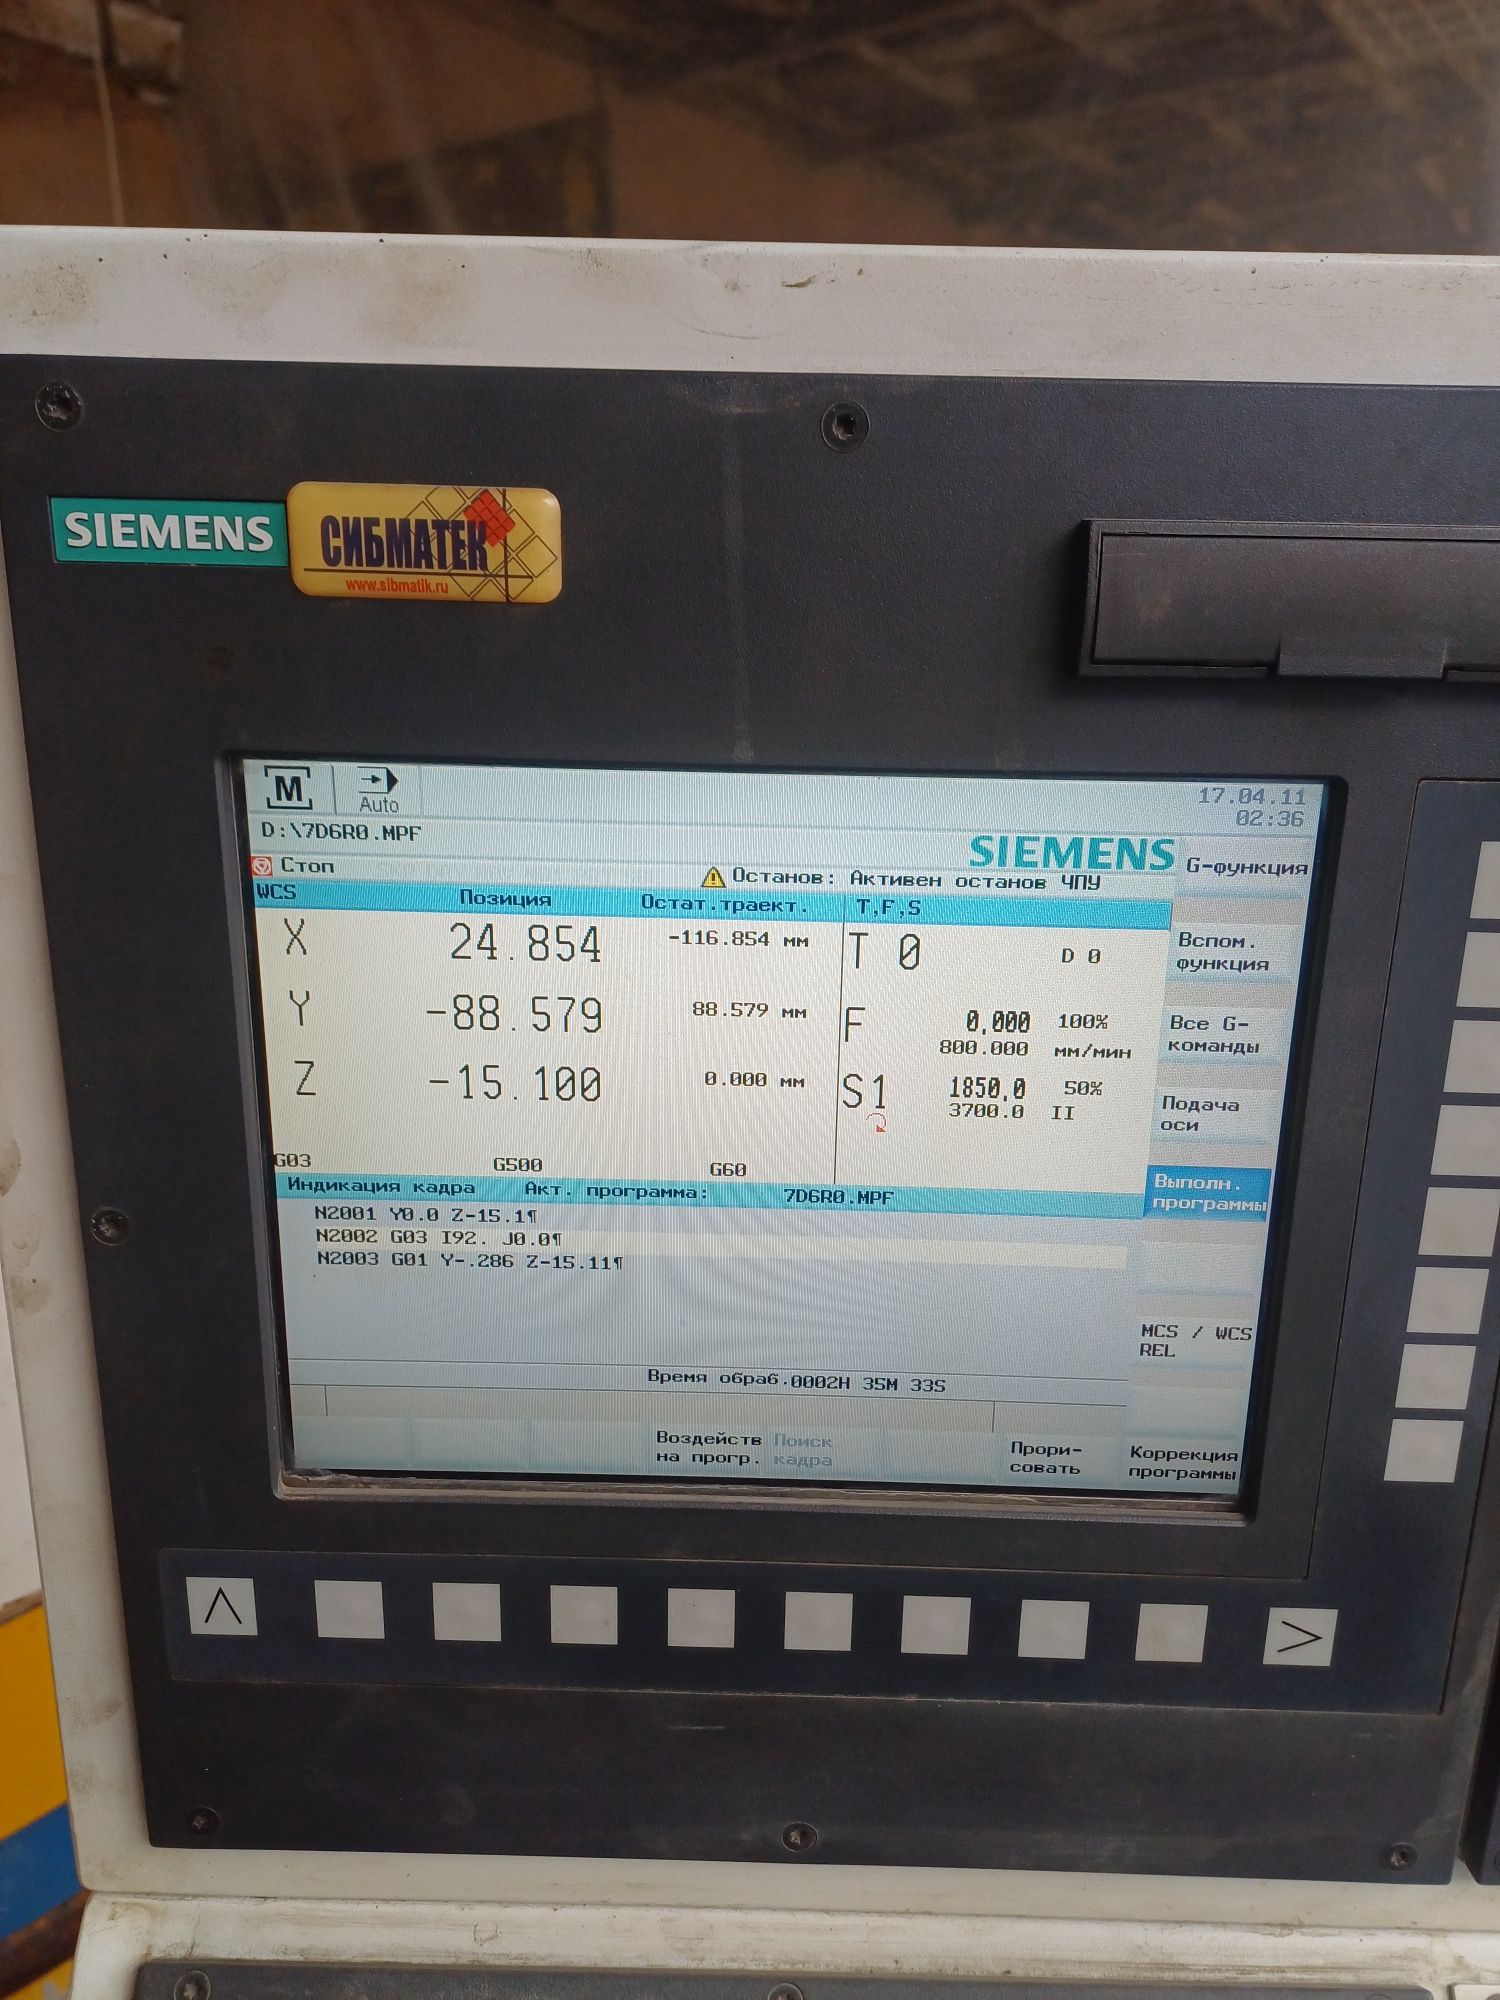 SIEMENS
СИБМАТЕК
www.sibmatik.ru
M
Auto
17.04.11
02:36
D:\7D6R0.MPF
SIEMENS
G-функция
Стоп
Останов: Активен останов ЧПУ
WCS Позиция Остат.траект. T,F,S
X 24.854 -116.854 мм T 0 D 0
Вспом.
функция
Y -88.579 88.579 мм F 0,000 100%
800.000 мм/мин
Все G-
команды
Z -15.100 0.000 мм S1 1850,0 50%
3700.0 II
Подача
оси
G03 G500 G60
Выполн.
программы
Индикация кадра Акт. программа: 7D6R0.MPF
N2001 Y0.0 Z-15.1¶
N2002 G03 I92. J0.0¶
N2003 G01 Y-.286 Z-15.11¶
MCS / WCS
REL
Время обраб.0002H 35M 33S
Воздейств
на прогр.
Поиск
кадра
Прори-
совать
Коррекция
программы